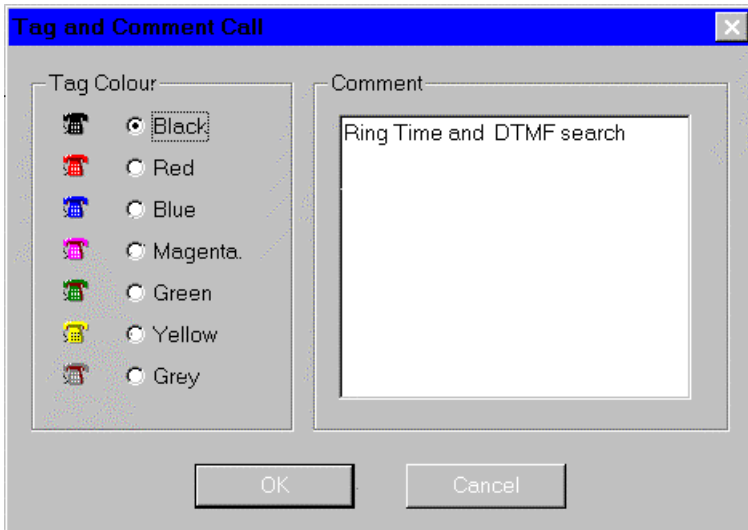 Tag and Comment Call
Tag Colour
Black
Red
Blue
Magenta.
Green
Yellow
Grey
Comment
Ring Time and DTMF search
OK
Cancel